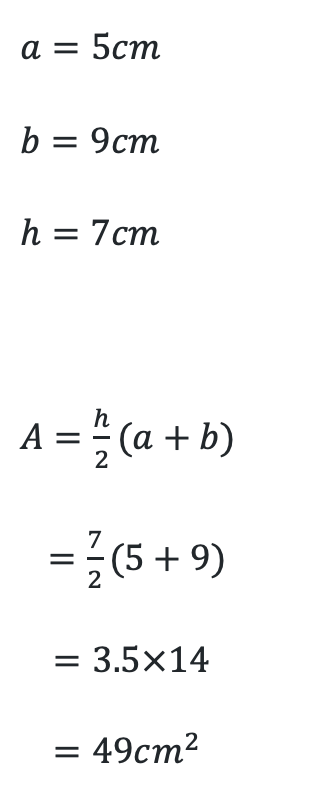 a = 5cm
b = 9cm
h = 7cm
A = h/2 (a + b)
= 7/2 (5 + 9)
= 3.5×14
= 49cm²